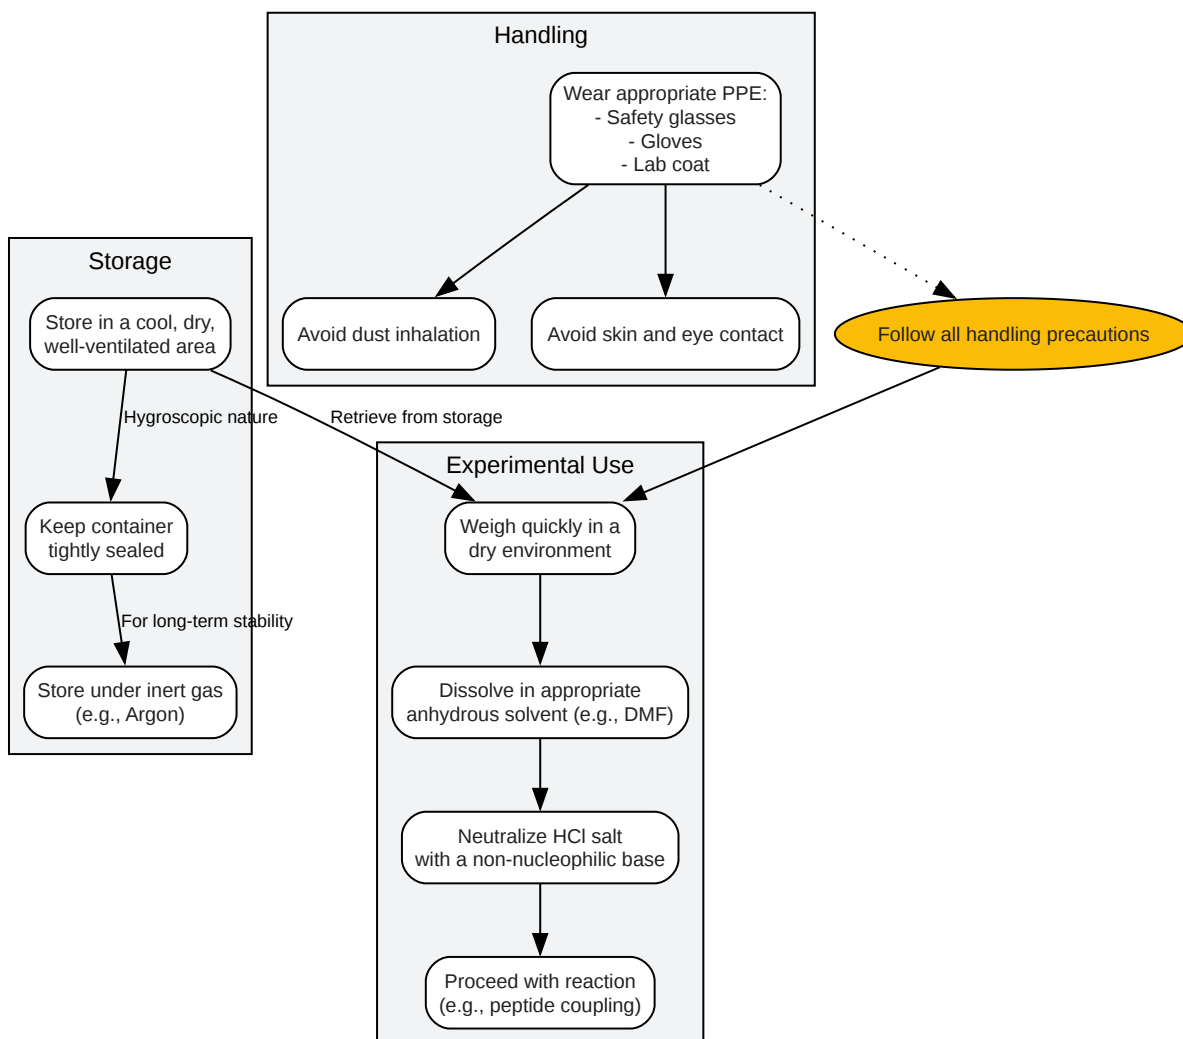 Handling
Wear appropriate PPE:
- Safety glasses
- Gloves
- Lab coat
Storage
Store in a cool, dry,
well-ventilated area
Avoid dust inhalation
Avoid skin and eye contact
Follow all handling precautions
Hygroscopic nature
Retrieve from storage
Experimental Use
Keep container
tightly sealed
Weigh quickly in a
dry environment
For long-term stability
Store under inert gas
(e.g., Argon)
Dissolve in appropriate
anhydrous solvent (e.g., DMF)
Neutralize HCl salt
with a non-nucleophilic base
Proceed with reaction
(e.g., peptide coupling)